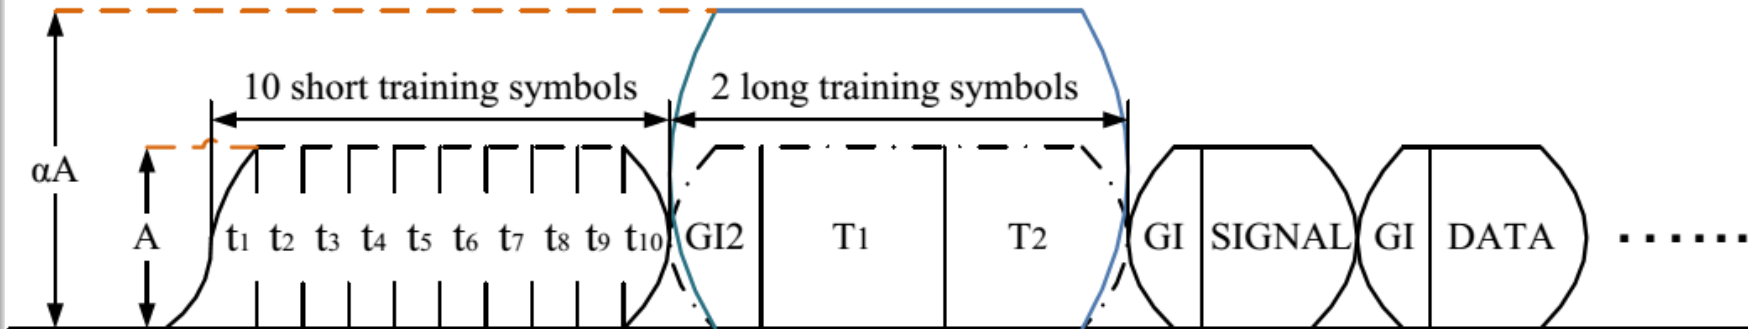 10 short training symbols 2 long training symbols
αA
A t1 t2 t3 t4 t5 t6 t7 t8 t9 t10 GI2 T1 T2 GI SIGNAL GI DATA ······